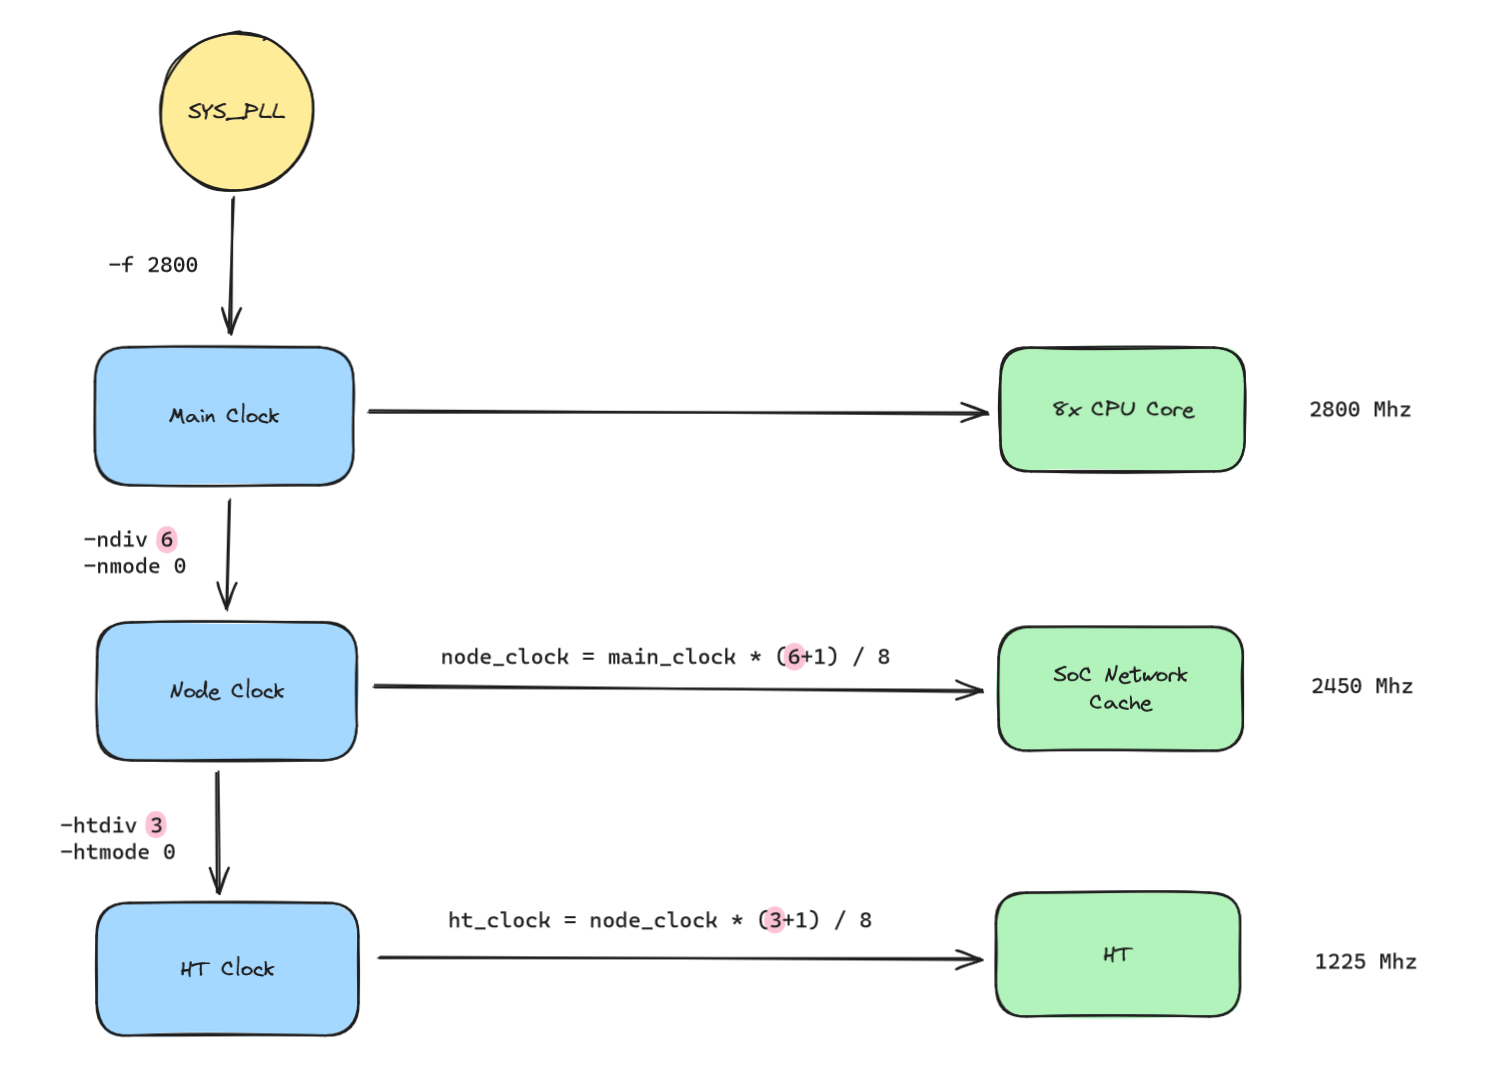 SYS_PLL
-f 2800
Main Clock
8x CPU Core
2800 Mhz
-ndiv 6
-nmode 0
node_clock = main_clock * (6+1) / 8
Node Clock
SoC Network
Cache
2450 Mhz
-htdiv 3
-htmode 0
ht_clock = node_clock * (3+1) / 8
HT Clock
HT
1225 Mhz